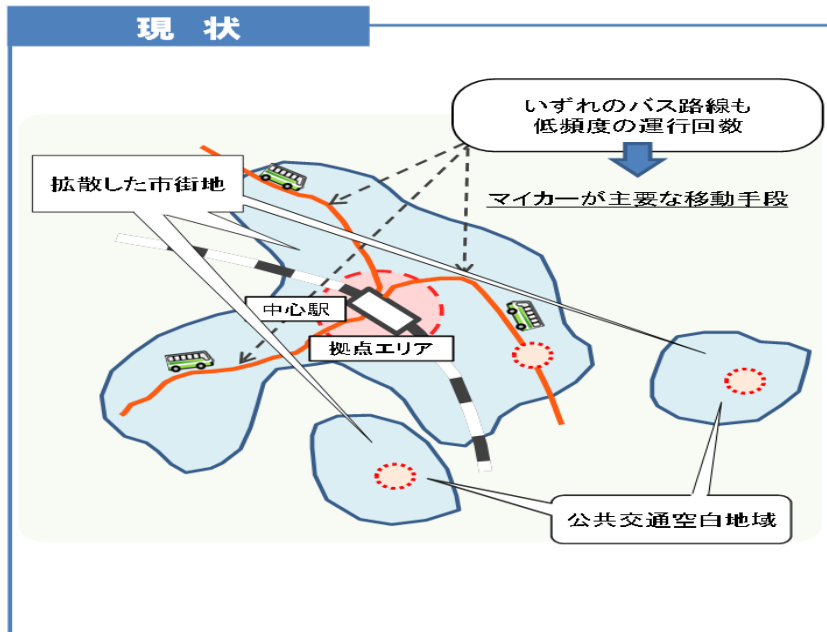 現状
いずれのバス路線も
低頻度の運行回数
拡散した市街地
マイカーが主要な移動手段
中心駅
拠点エリア
公共交通空白地域